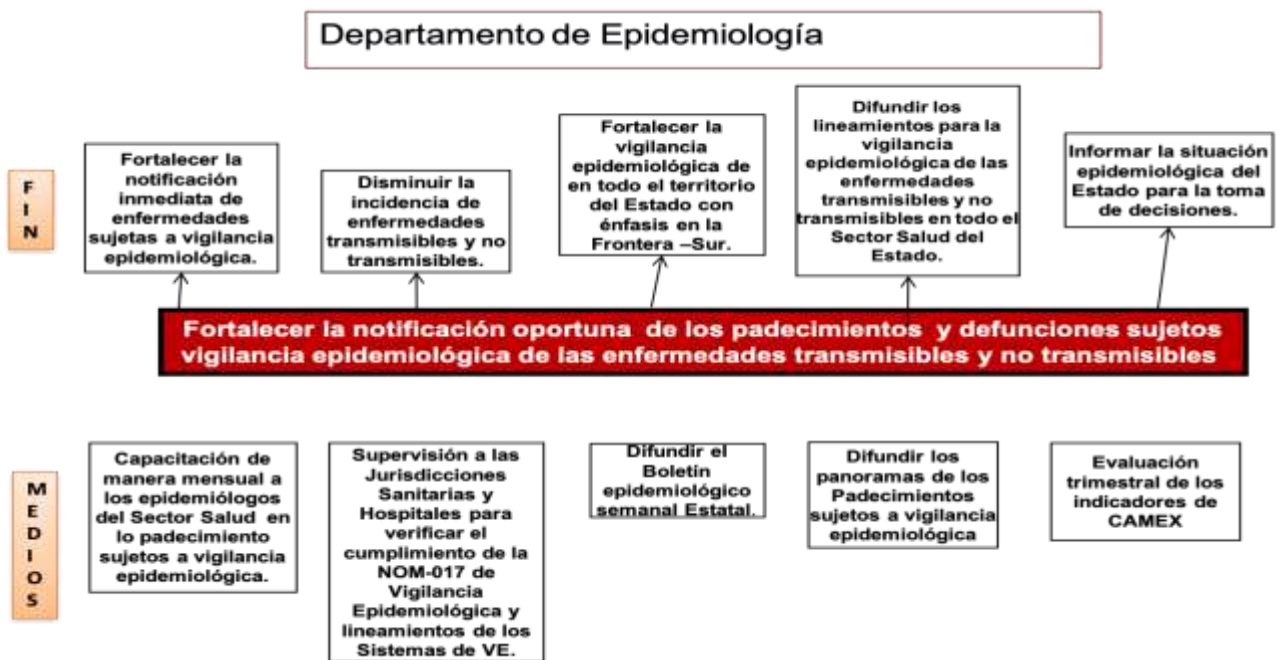 Departamento de Epidemiología
FIN
Fortalecer la
notificación
inmediata de
enfermedades
sujetas a vigilancia
epidemiológica.
Disminuir la
incidencia de
enfermedades
transmisibles y no
transmisibles.
Fortalecer la
vigilancia
epidemiológica de
en todo el territorio
del Estado con
énfasis en la
Frontera –Sur.
Difundir los
lineamientos para la
vigilancia
epidemiológica de las
enfermedades
transmisibles y no
transmisibles en todo el
Sector Salud del
Estado.
Informar la situación
epidemiológica del
Estado para la toma
de decisiones.
Fortalecer la notificación oportuna de los padecimientos y defunciones sujetos
vigilancia epidemiológica de las enfermedades transmisibles y no transmisibles
MEDIOS
Capacitación de
manera mensual a
los epidemiólogos
del Sector Salud en
lo padecimiento
sujetos a vigilancia
epidemiológica.
Supervisión a las
Jurisdicciones
Sanitarias y
Hospitales para
verificar el
cumplimiento de la
NOM-017 de
Vigilancia
Epidemiológica y
lineamientos de los
Sistemas de VE.
Difundir el
Boletín
epidemiológico
semanal Estatal.
Difundir los
panoramas de los
Padecimientos
sujetos a vigilancia
epidemiológica
Evaluación
trimestral de los
indicadores de
CAMEX